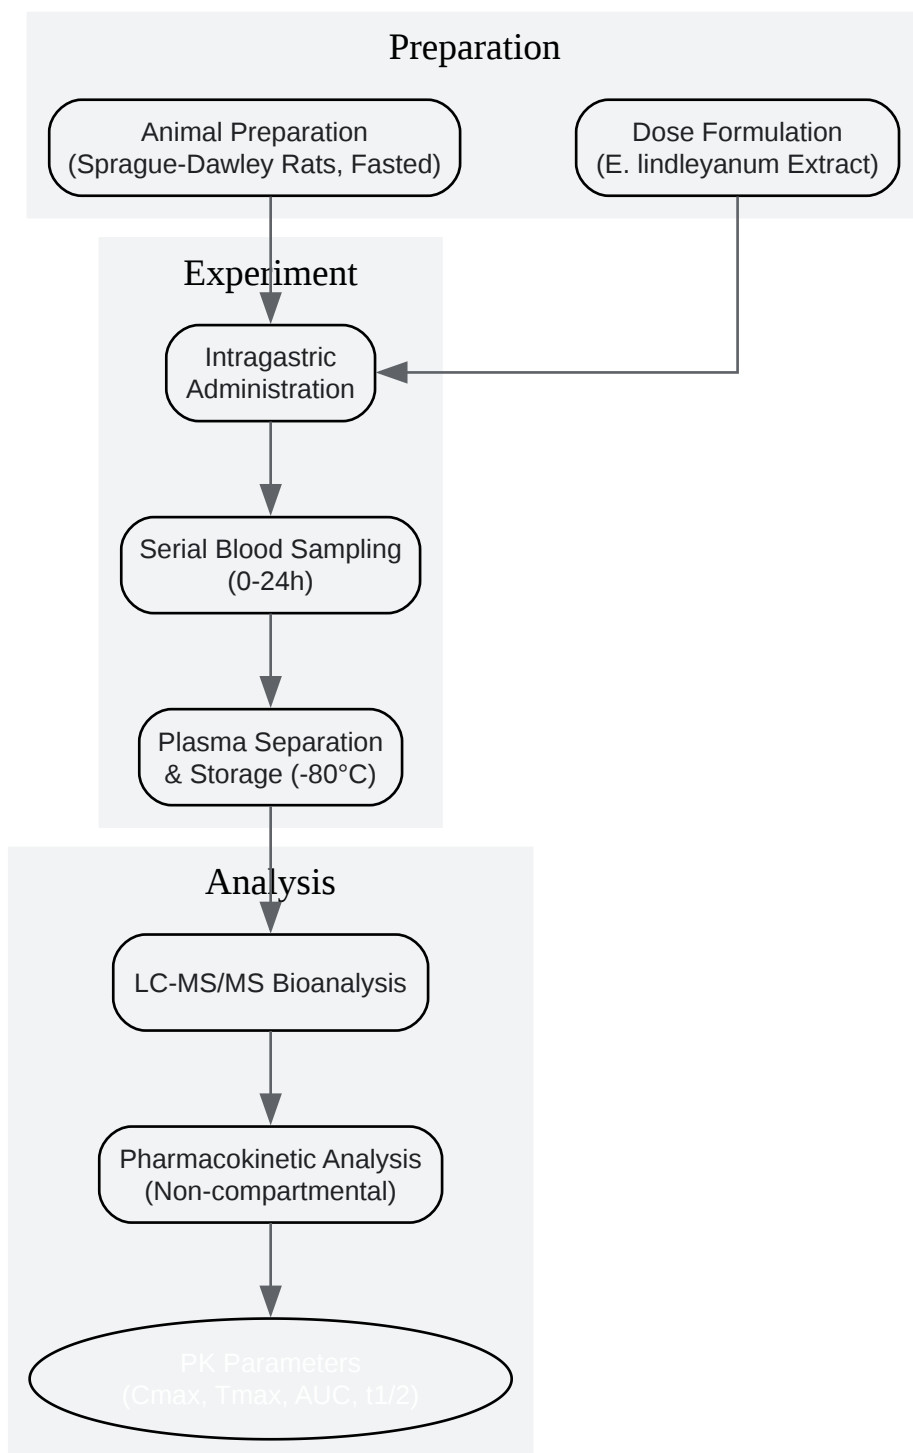 Preparation
Animal Preparation
(Sprague-Dawley Rats, Fasted)
Dose Formulation
(E. lindleyanum Extract)
Experiment
Intragastric
Administration
Serial Blood Sampling
(0-24h)
Plasma Separation
& Storage (-80°C)
Analysis
LC-MS/MS Bioanalysis
Pharmacokinetic Analysis
(Non-compartmental)
PK Parameters
(Cmax, Tmax, AUC, t1/2)